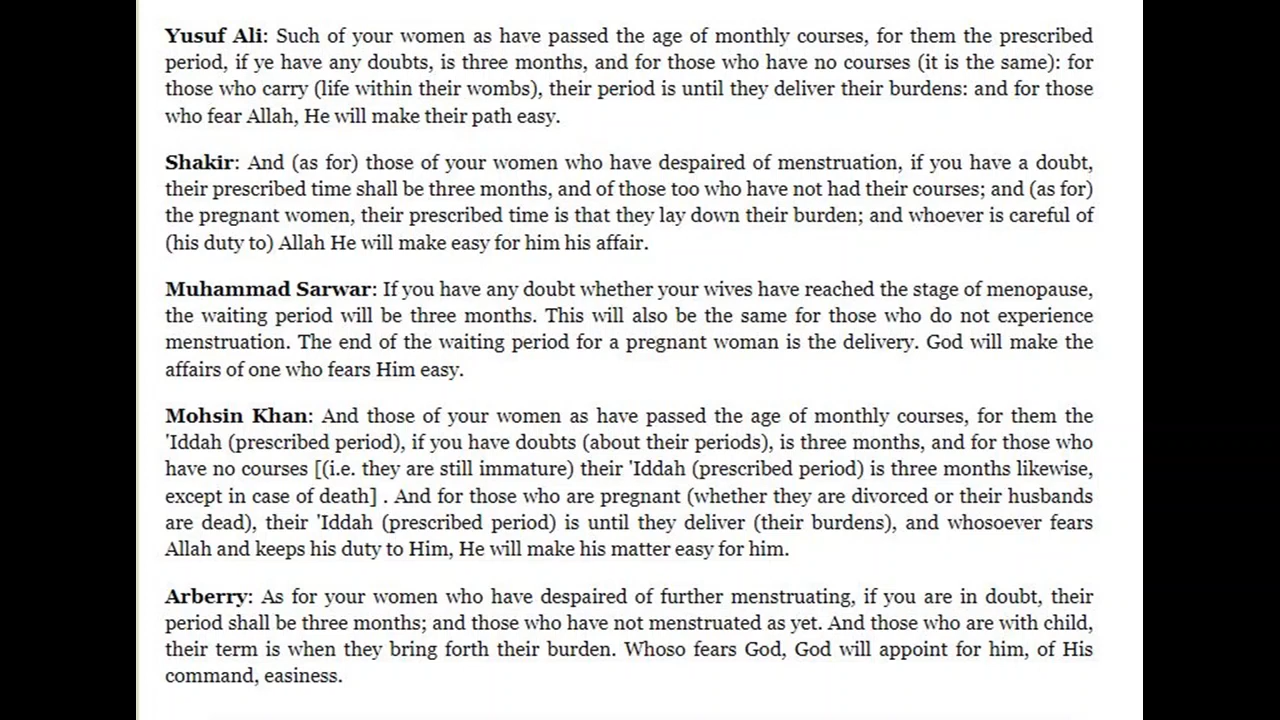 Yusuf Ali: Such of your women as have passed the age of monthly courses, for them the prescribed
period, if ye have any doubts, is three months, and for those who have no courses (it is the same): for
those who carry (life within their wombs), their period is until they deliver their burdens: and for those
who fear Allah, He will make their path easy.
Shakir: And (as for) those of your women who have despaired of menstruation, if you have a doubt,
their prescribed time shall be three months, and of those too who have not had their courses; and (as for)
the pregnant women, their prescribed time is that they lay down their burden; and whoever is careful of
(his duty to) Allah He will make easy for him his affair.
Muhammad Sarwar: If you have any doubt whether your wives have reached the stage of menopause,
the waiting period will be three months. This will also be the same for those who do not experience
menstruation. The end of the waiting period for a pregnant woman is the delivery. God will make the
affairs of one who fears Him easy.
Mohsin Khan: And those of your women as have passed the age of monthly courses, for them the
'Iddah (prescribed period), if you have doubts (about their periods), is three months, and for those who
have no courses [(i.e. they are still immature) their 'Iddah (prescribed period) is three months likewise,
except in case of death] . And for those who are pregnant (whether they are divorced or their husbands
are dead), their 'Iddah (prescribed period) is until they deliver (their burdens), and whosoever fears
Allah and keeps his duty to Him, He will make his matter easy for him.
Arberry: As for your women who have despaired of further menstruating, if you are in doubt, their
period shall be three months; and those who have not menstruated as yet. And those who are with child,
their term is when they bring forth their burden. Whoso fears God, God will appoint for him, of His
command, easiness.